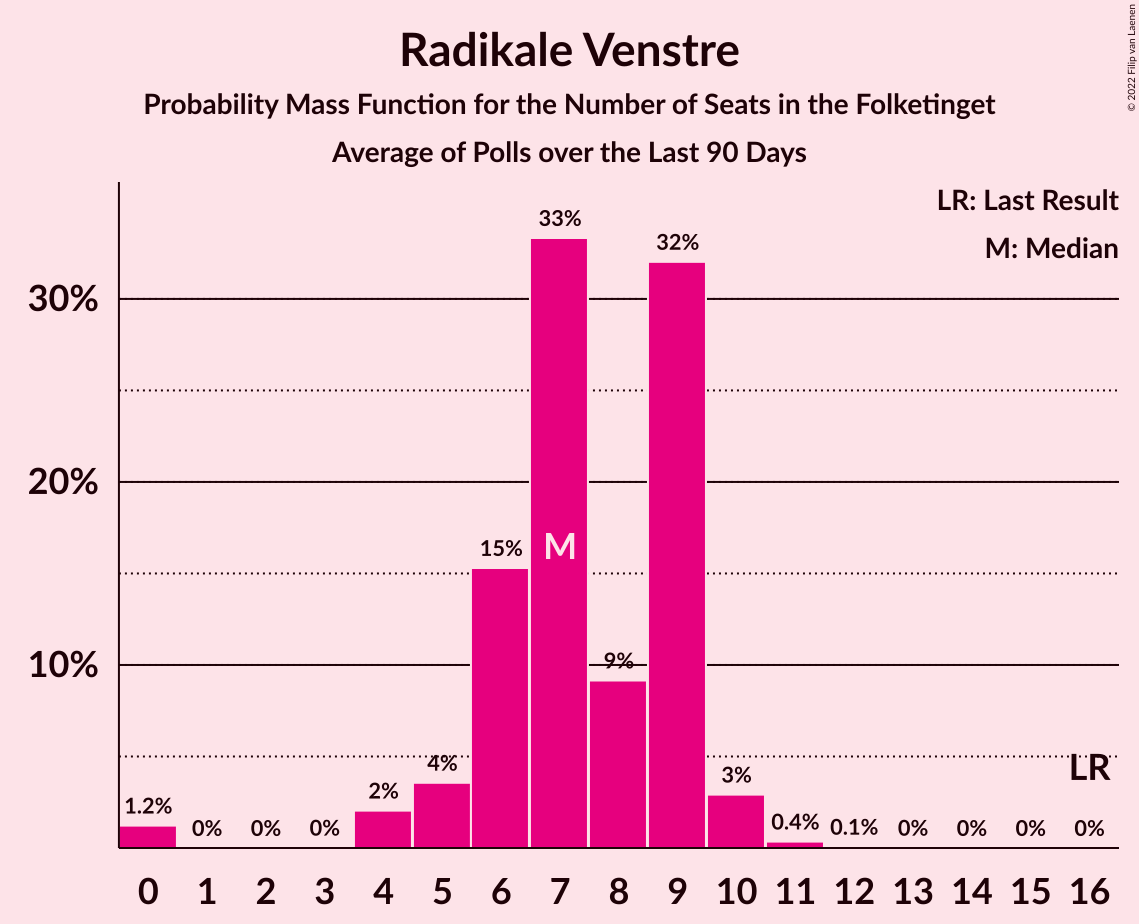 Radikale Venstre
Probability Mass Function for the Number of Seats in the Folketinget
Average of Polls over the Last 90 Days
© 2022 Filip van Laenen
LR: Last Result
M: Median
30%
20%
10%
1.2%
0%
0%
0%
2%
4%
15%
33%
M
9%
32%
3%
0.4%
0.1%
0%
0%
0%
0%
LR
0 1 2 3 4 5 6 7 8 9 10 11 12 13 14 15 16